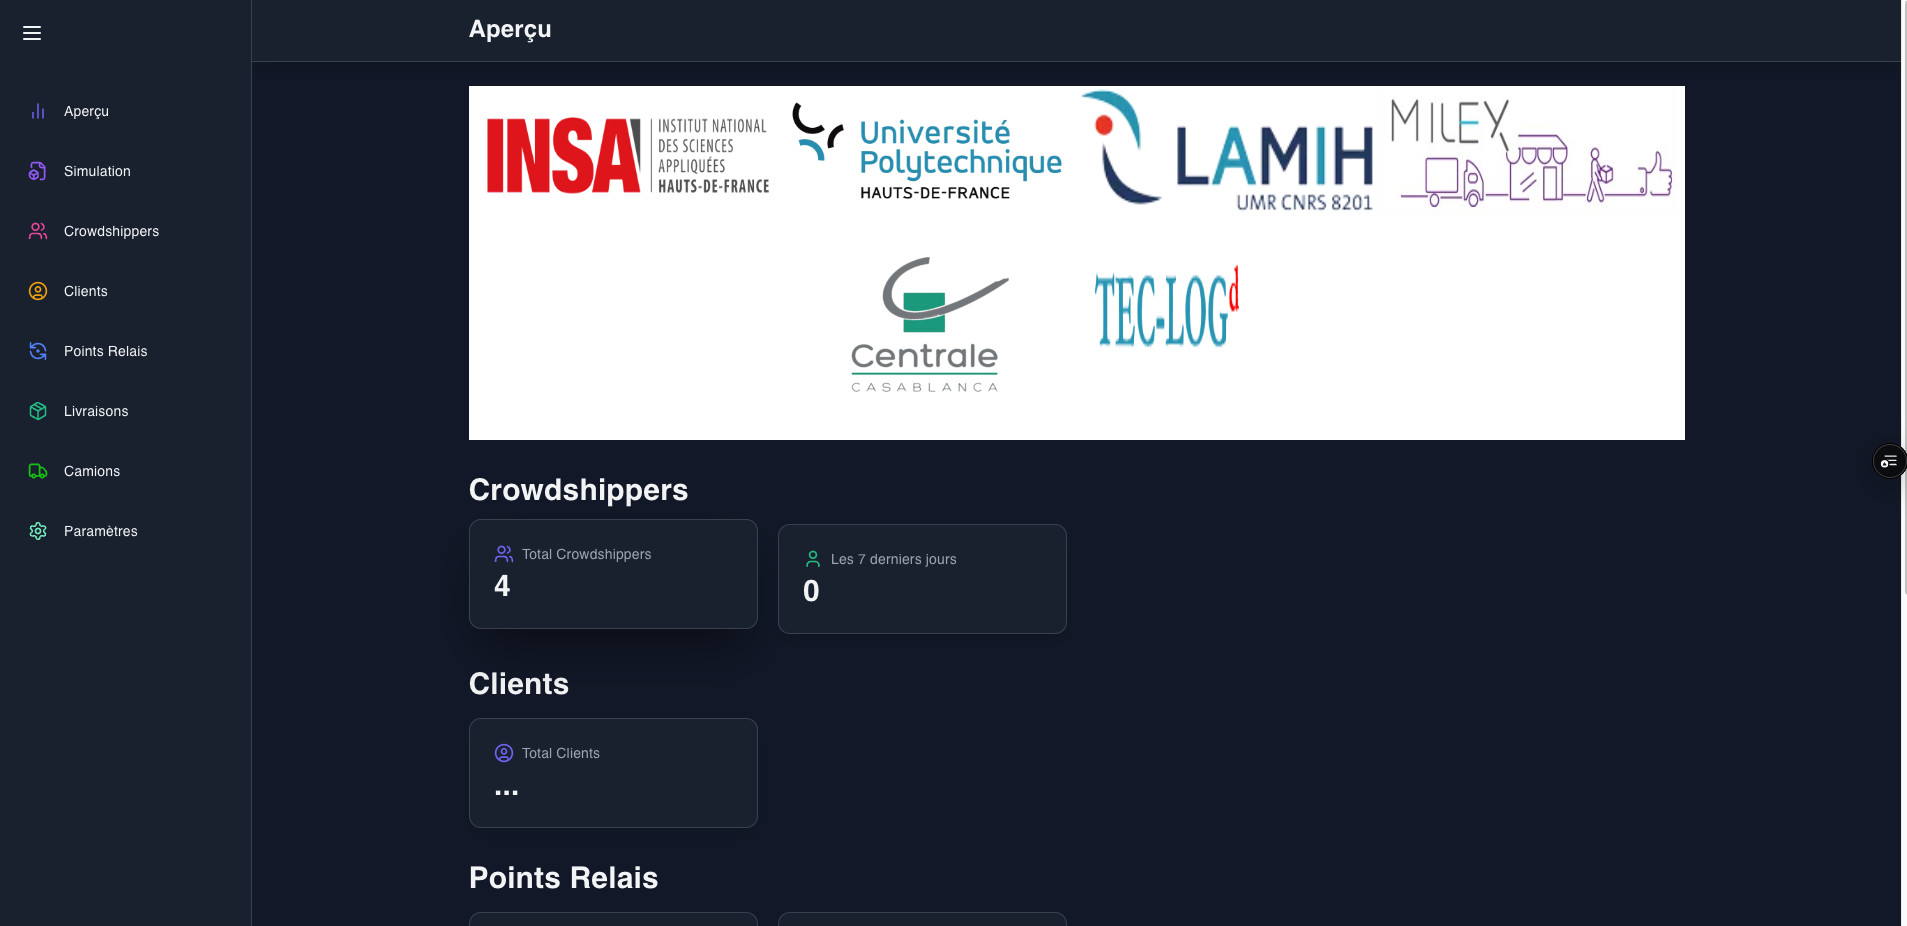 Aperçu
Aperçu
Simulation
Crowdshippers
Clients
Points Relais
Livraisons
Camions
Paramètres
INSA
INSTITUT NATIONAL
DES SCIENCES
APPLIQUÉES
HAUTS-DE-FRANCE
Université
Polytechnique
HAUTS-DE-FRANCE
LAMIH
UMR CNRS 8201
MILEX
Centrale
CASABLANCA
TEC-LOGd
Crowdshippers
Total Crowdshippers
4
Les 7 derniers jours
0
Clients
Total Clients
...
Points Relais